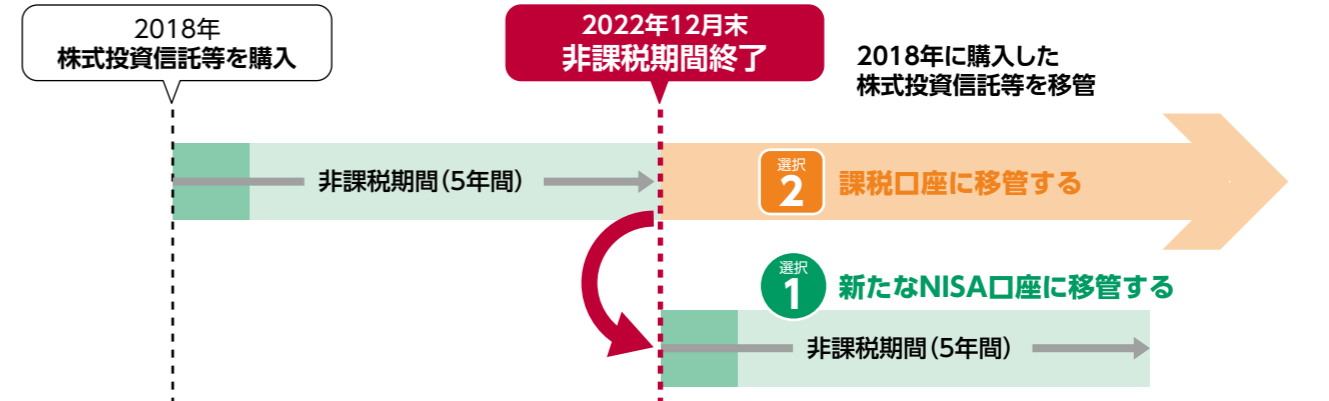 2018年
株式投資信託等を購入
2022年12月末
非課税期間終了
2018年に購入した
株式投資信託等を移管
非課税期間(5年間)
選択
2
課税口座に移管する
選択
1
新たなNISA口座に移管する
非課税期間(5年間)